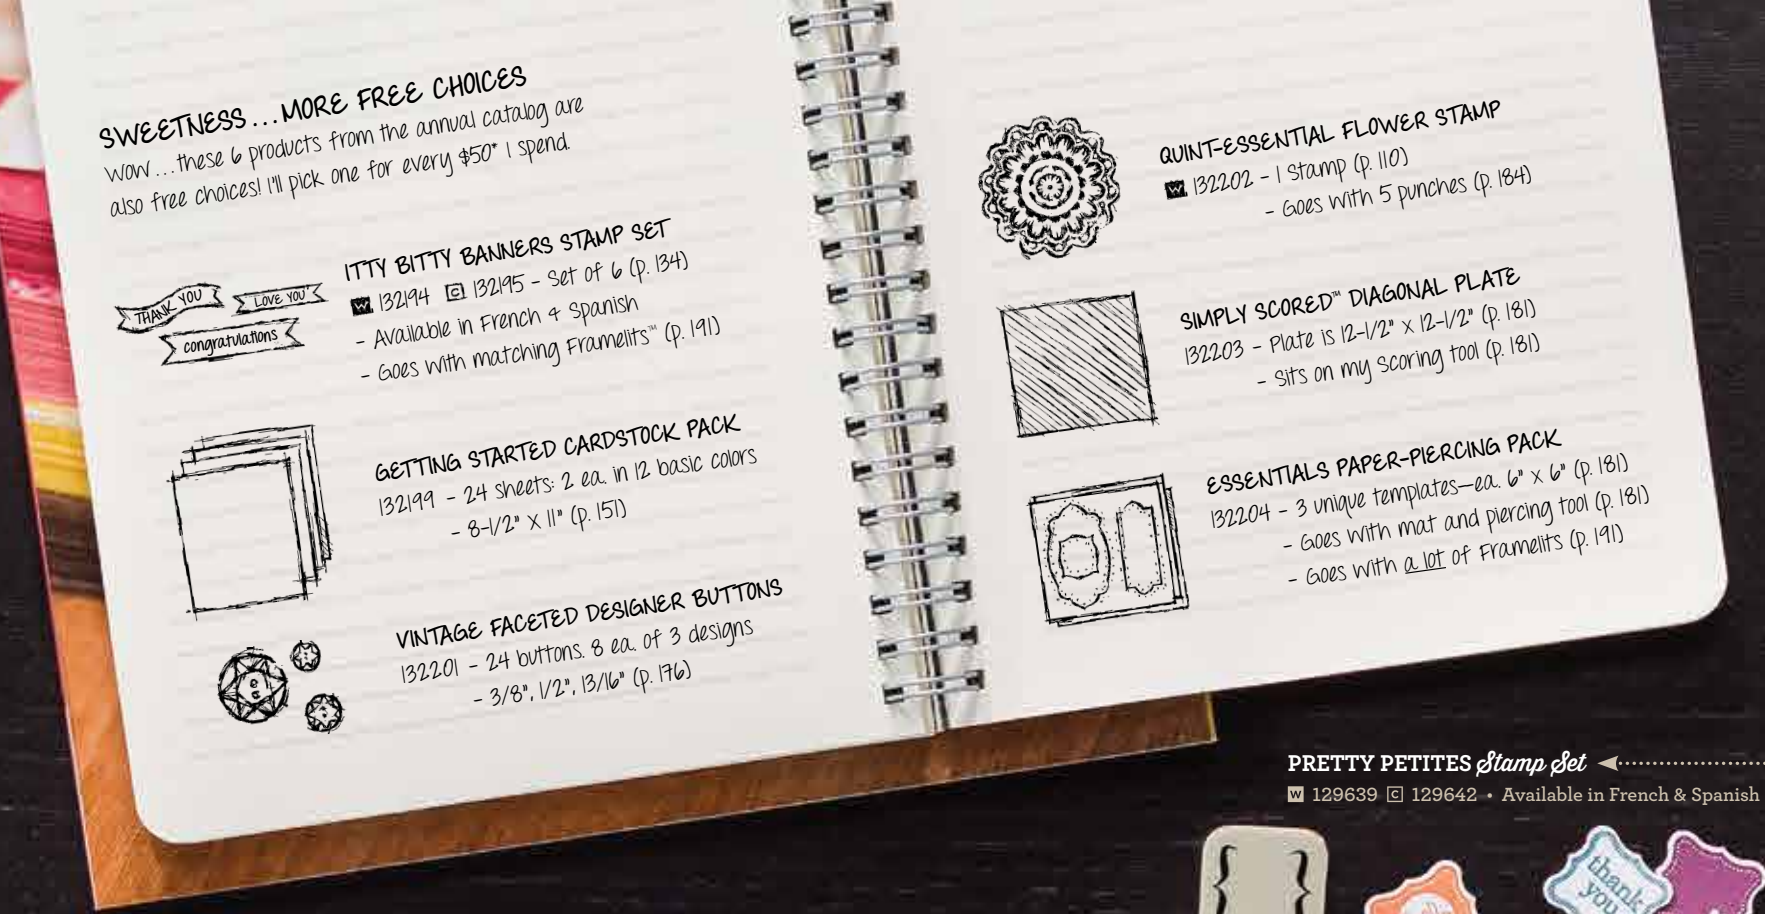 SWEETNESS...MORE FREE CHOICES
WOW...these 6 products from the annual catalog are
also free choices! I'll pick one for every $50* I spend.
THANK YOU
LOVE YOU
congratulations
ITTY BITTY BANNERS STAMP SET
W 132194 C 132195 – Set of 6 (p. 134)
– Available in French & Spanish
– Goes with matching Framelits™ (p. 191)
GETTING STARTED CARDSTOCK PACK
132199 – 24 sheets: 2 ea. in 12 basic colors
– 8-1/2" X 11" (p. 151)
VINTAGE FACETED DESIGNER BUTTONS
132201 – 24 buttons. 8 ea. of 3 designs
– 3/8", 1/2", 13/16" (p. 176)
QUINT-ESSENTIAL FLOWER STAMP
W 132202 – 1 Stamp (p. 110)
– Goes with 5 punches (p. 184)
SIMPLY SCORED™ DIAGONAL PLATE
132203 – Plate is 12-1/2" X 12-1/2" (p. 181)
– Sits on my scoring tool (p. 181)
ESSENTIALS PAPER-PIERCING PACK
132204 – 3 unique templates—ea. 6" X 6" (p. 181)
– Goes with mat and piercing tool (p. 181)
– Goes with a lot of Framelits (p. 191)
PRETTY PETITES Stamp Set
W 129639 C 129642 • Available in French & Spanish
thank
you